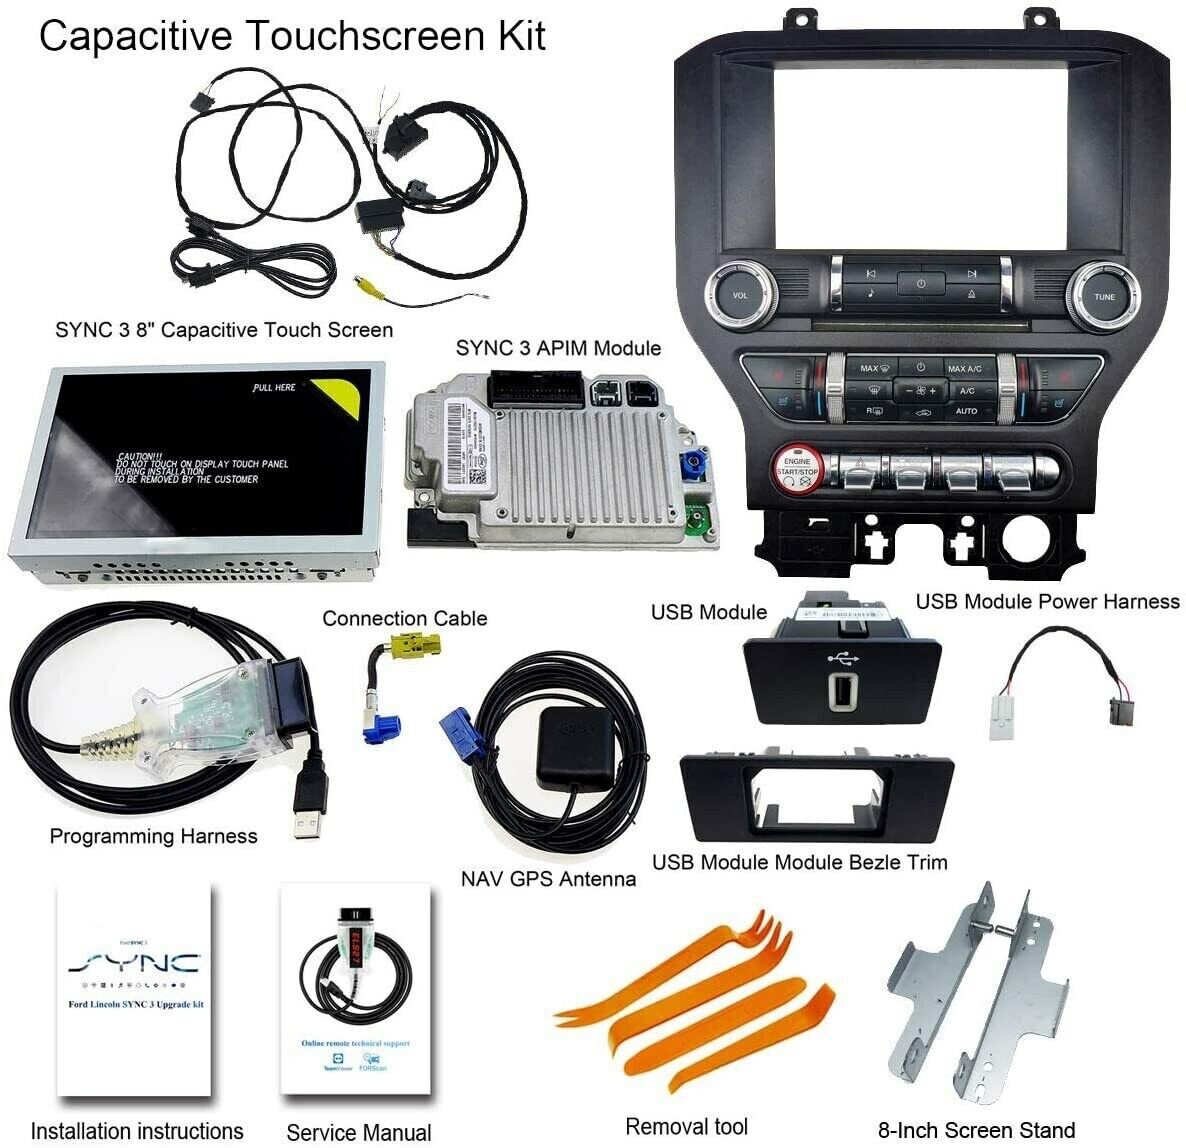 Capacitive Touchscreen Kit
SYNC 3 8" Capacitive Touch Screen
SYNC 3 APIM Module
PULL HERE
CAUTION!!!
DO NOT TOUCH ON DISPLAY TOUCH PANEL
DURING INSTALLATION
TO BE REMOVED BY THE CUSTOMER
VOL
TUNE
MAX
MAX A/C
A/C
R
AUTO
ENGINE
START/STOP
Connection Cable
USB Module
USB Module Power Harness
Programming Harness
NAV GPS Antenna
USB Module Module Bezle Trim
Ford SYNC 3
SYNC
Ford Lincoln SYNC 3 Upgrade kit
ELS27
Online remote technical support
TeamViewer
FORScan
Installation instructions
Service Manual
Removal tool
8-Inch Screen Stand